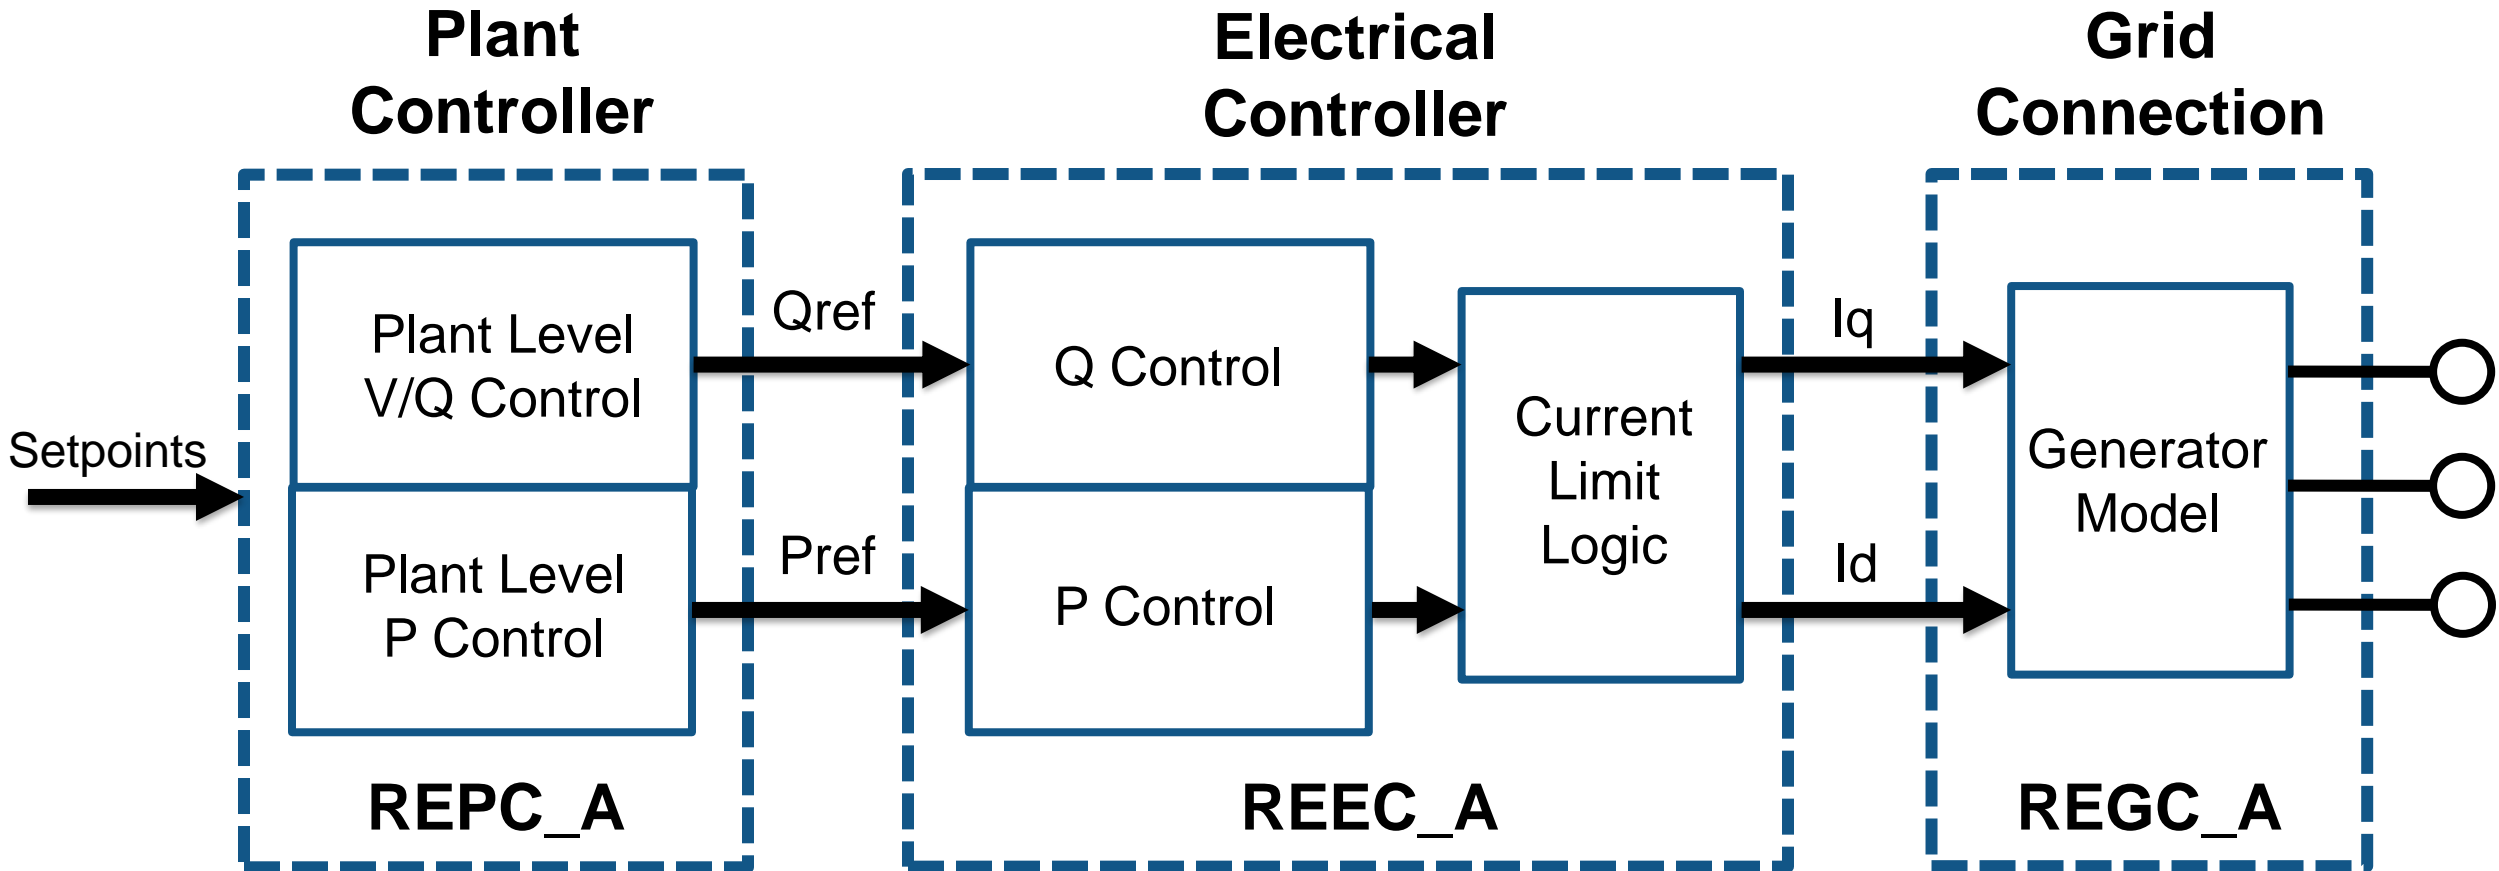 Plant
Controller
Electrical
Controller
Grid
Connection
Setpoints
Plant Level
V/Q Control
Plant Level
P Control
Qref
Pref
Q Control
P Control
Current
Limit
Logic
Iq
Id
Generator
Model
REPC_A
REEC_A
REGC_A